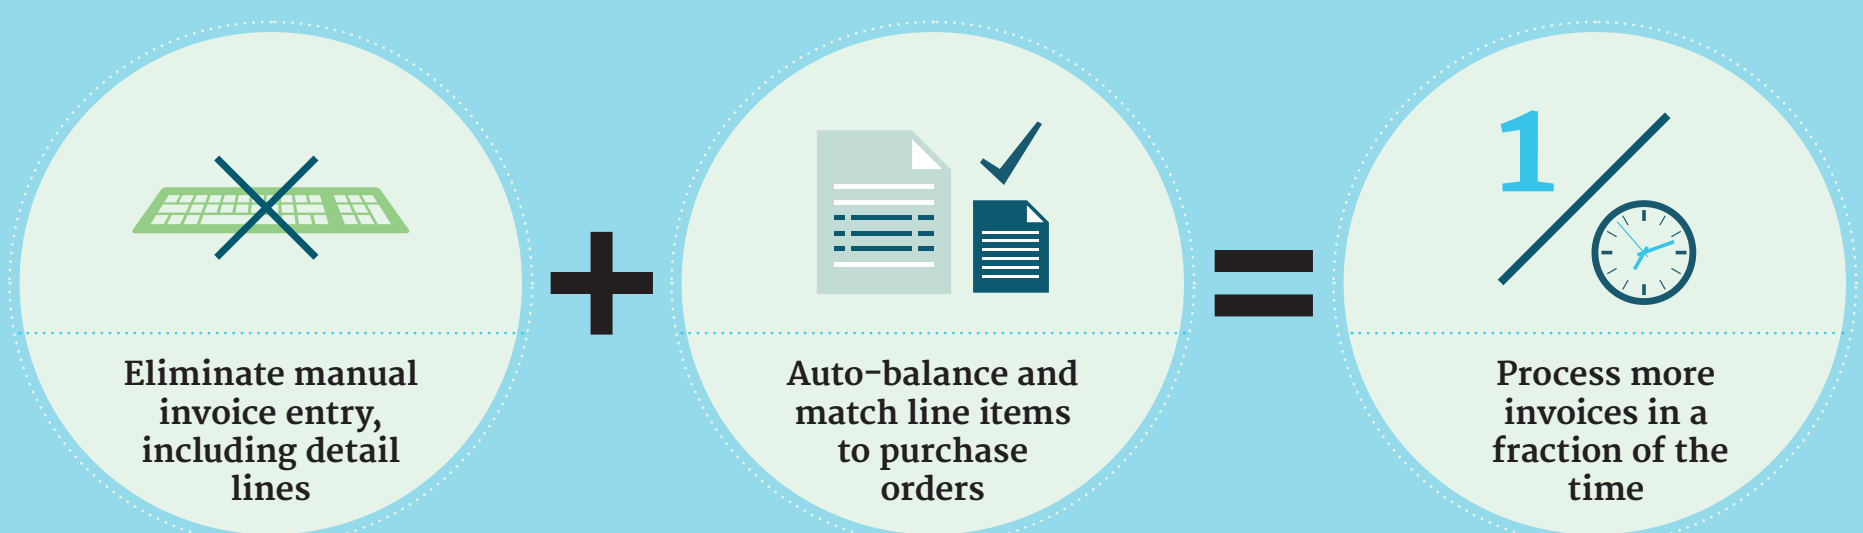 Eliminate manual
invoice entry,
including detail
lines
+
Auto-balance and
match line items
to purchase
orders
=
1
Process more
invoices in a
fraction of the
time